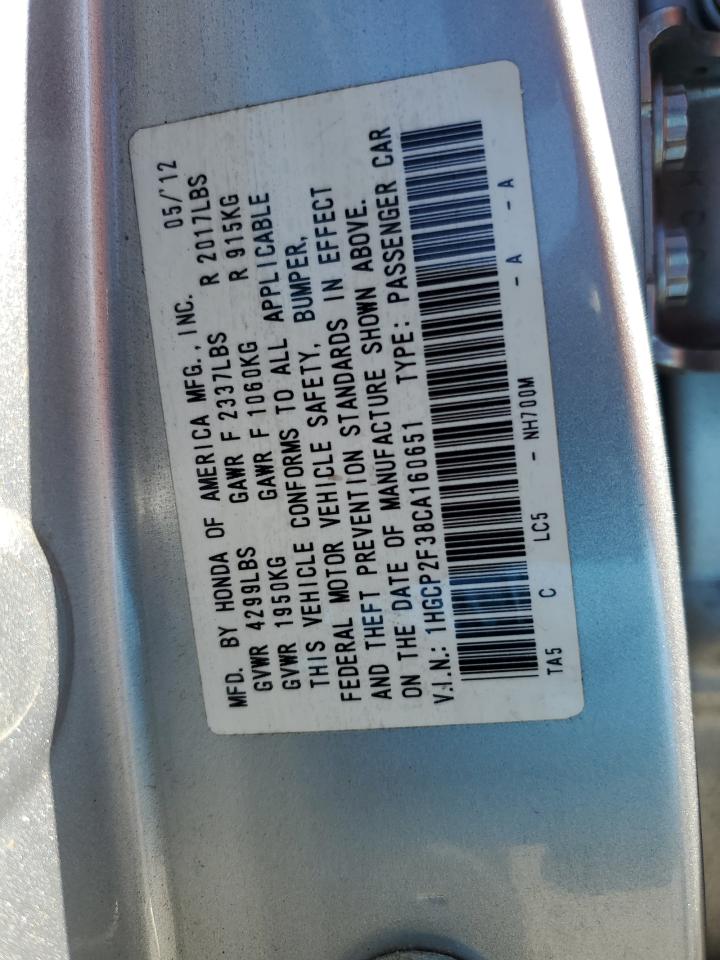 MFD. BY HONDA OF AMERICA MFG., INC. 05/'12
GVWR 4299LBS GAWR F 2337LBS R 2017LBS
GVWR 1950KG GAWR F 1060KG R 915KG
THIS VEHICLE CONFORMS TO ALL APPLICABLE
FEDERAL MOTOR VEHICLE SAFETY, BUMPER,
AND THEFT PREVENTION STANDARDS IN EFFECT
ON THE DATE OF MANUFACTURE SHOWN ABOVE.
V.I.N.: 1HGCP2F38CA160651 TYPE: PASSENGER CAR
C LC5 - NH700M - A - A
TA5